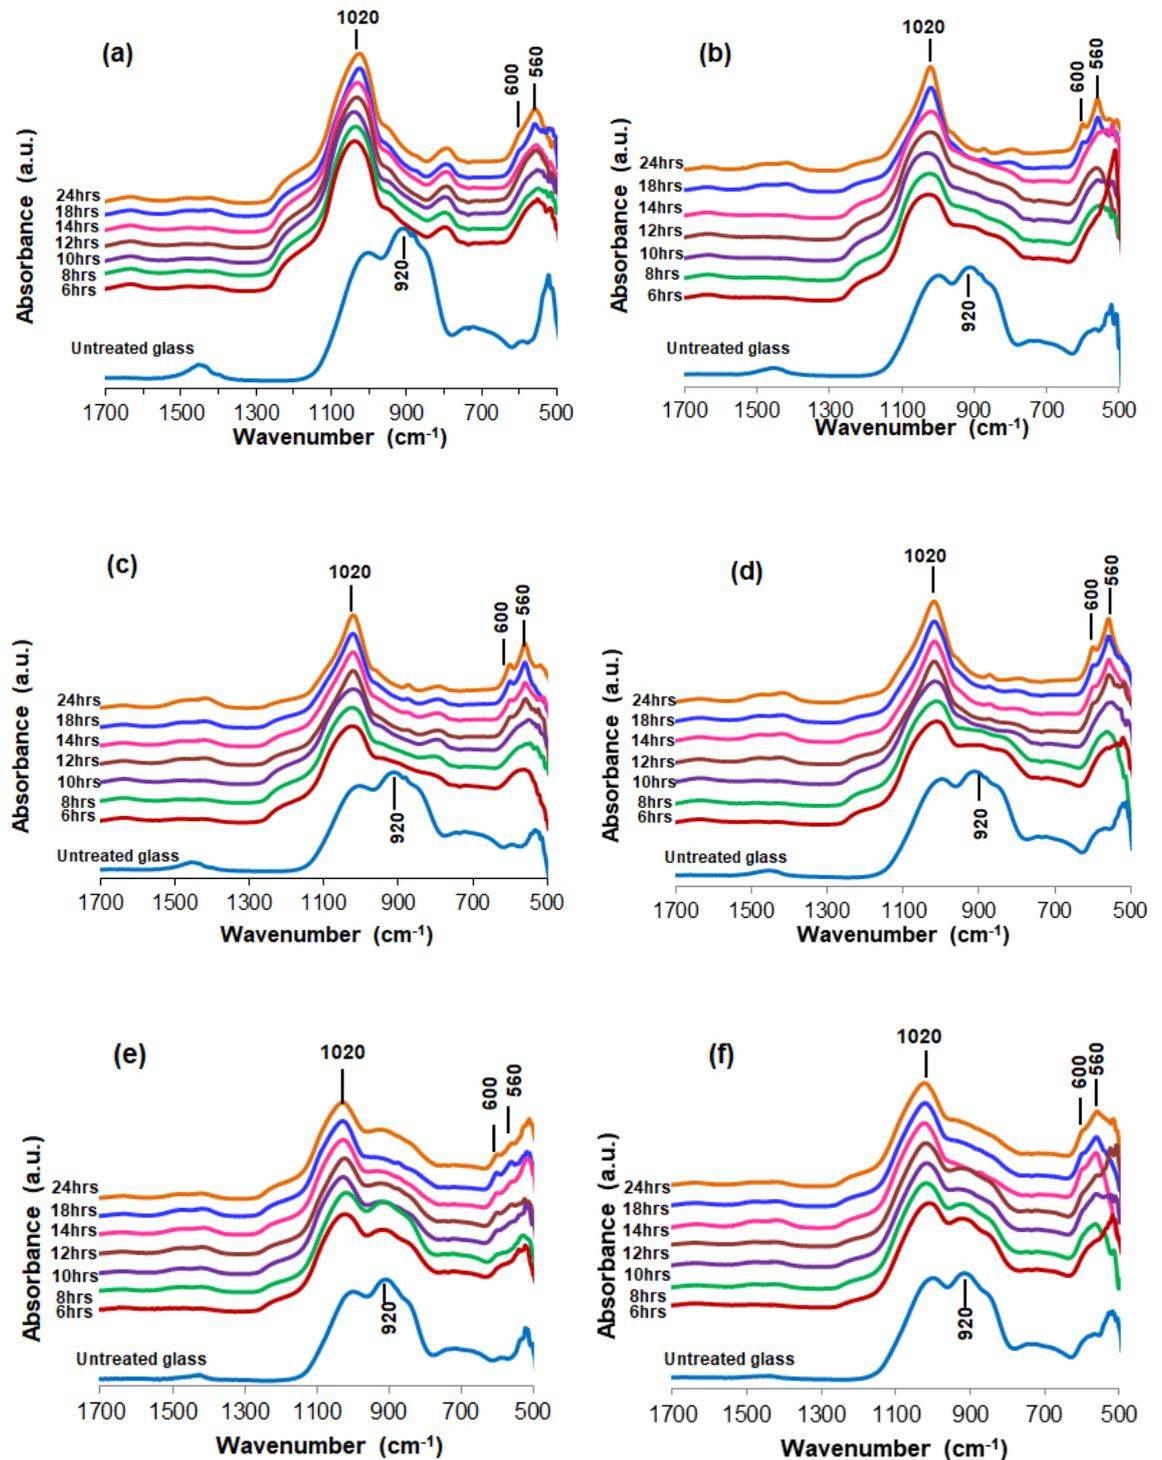 1020
(a)
600
560
Absorbance (a.u.)
24hrs
18hrs
14hrs
12hrs
10hrs
8hrs
6hrs
920
Untreated glass
1700 1500 1300 1100 900 700 500
Wavenumber (cm-1)
1020
(b)
600
560
Absorbance (a.u.)
24hrs
18hrs
14hrs
12hrs
10hrs
8hrs
6hrs
920
Untreated glass
1700 1500 1300 1100 900 700 500
Wavenumber (cm-1)
(c)
1020
600
560
Absorbance (a.u.)
24hrs
18hrs
14hrs
12hrs
10hrs
8hrs
6hrs
920
Untreated glass
1700 1500 1300 1100 900 700 500
Wavenumber (cm-1)
1020
(d)
600
560
Absorbance (a.u.)
24hrs
18hrs
14hrs
12hrs
10hrs
8hrs
6hrs
920
Untreated glass
1700 1500 1300 1100 900 700 500
Wavenumber (cm-1)
(e)
1020
600
560
Absorbance (a.u.)
24hrs
18hrs
14hrs
12hrs
10hrs
8hrs
6hrs
920
Untreated glass
1700 1500 1300 1100 900 700 500
Wavenumber (cm-1)
1020
(f)
600
560
Absorbance (a.u.)
24hrs
18hrs
14hrs
12hrs
10hrs
8hrs
6hrs
920
Untreated glass
1700 1500 1300 1100 900 700 500
Wavenumber (cm-1)